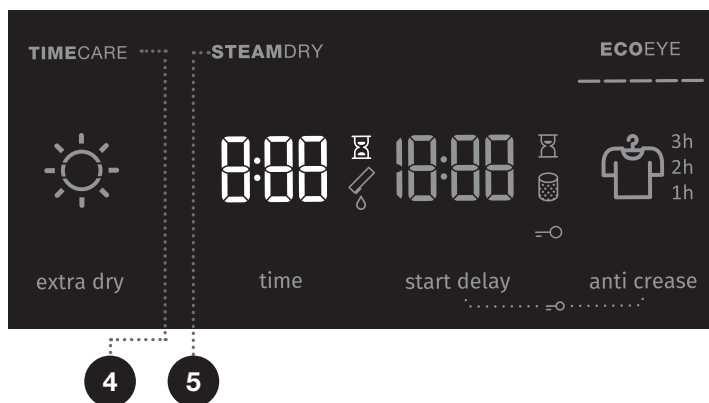 TIMECARE STEAMDRY ECOEYE
8:88 18:88 3h
2h
1h
extra dry time start delay anti crease
4 5